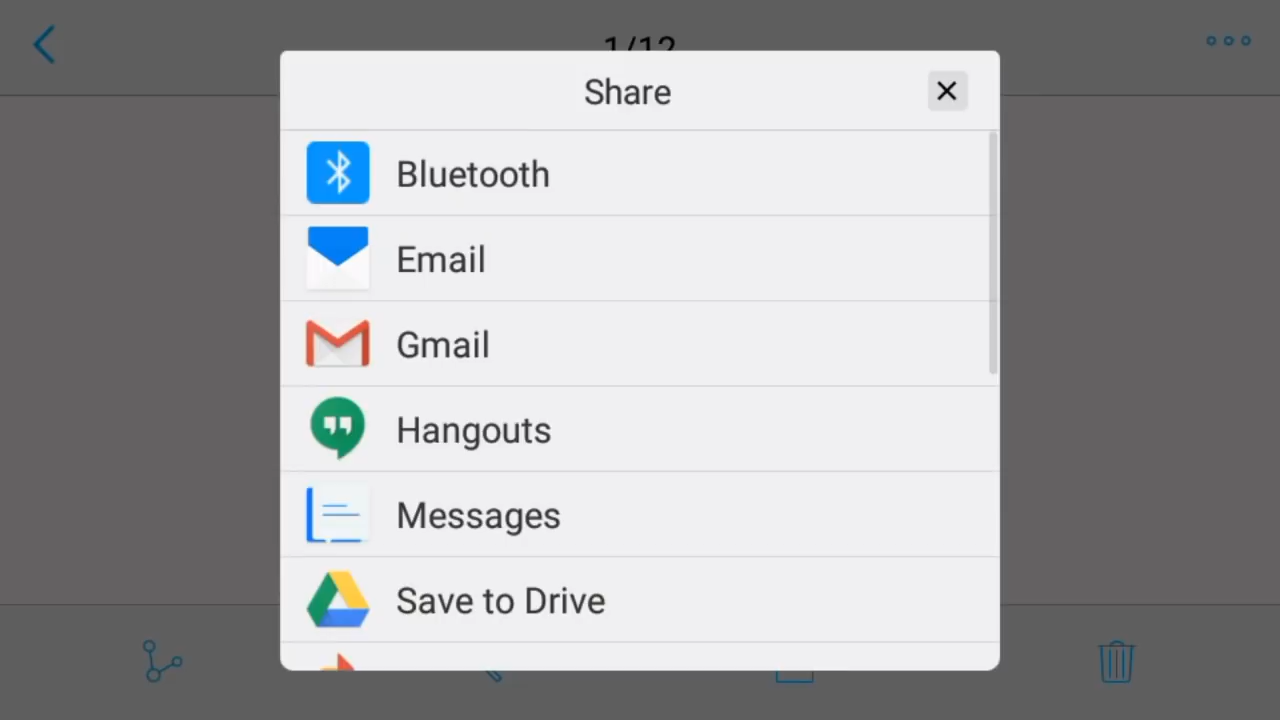 1/12
Share
Bluetooth
Email
Gmail
Hangouts
Messages
Save to Drive